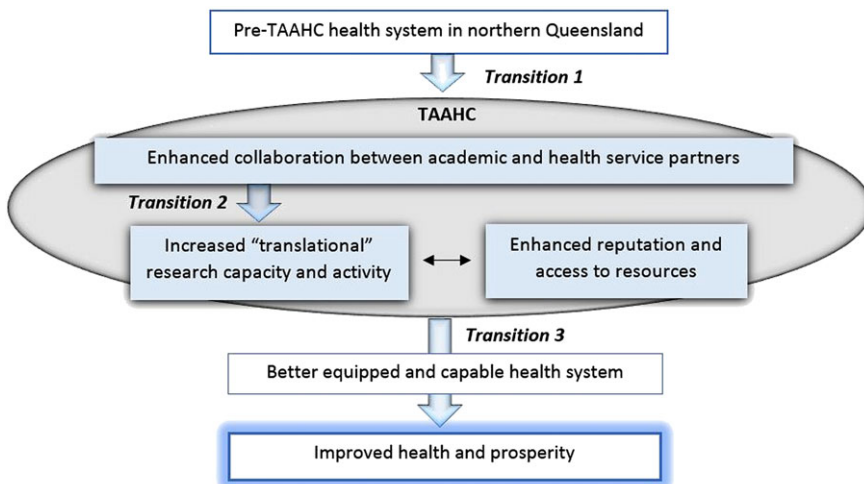 Pre-TAAHC health system in northern Queensland
Transition 1
TAAHC
Enhanced collaboration between academic and health service partners
Transition 2
Increased “translational”
research capacity and activity
Enhanced reputation and
access to resources
Transition 3
Better equipped and capable health system
Improved health and prosperity